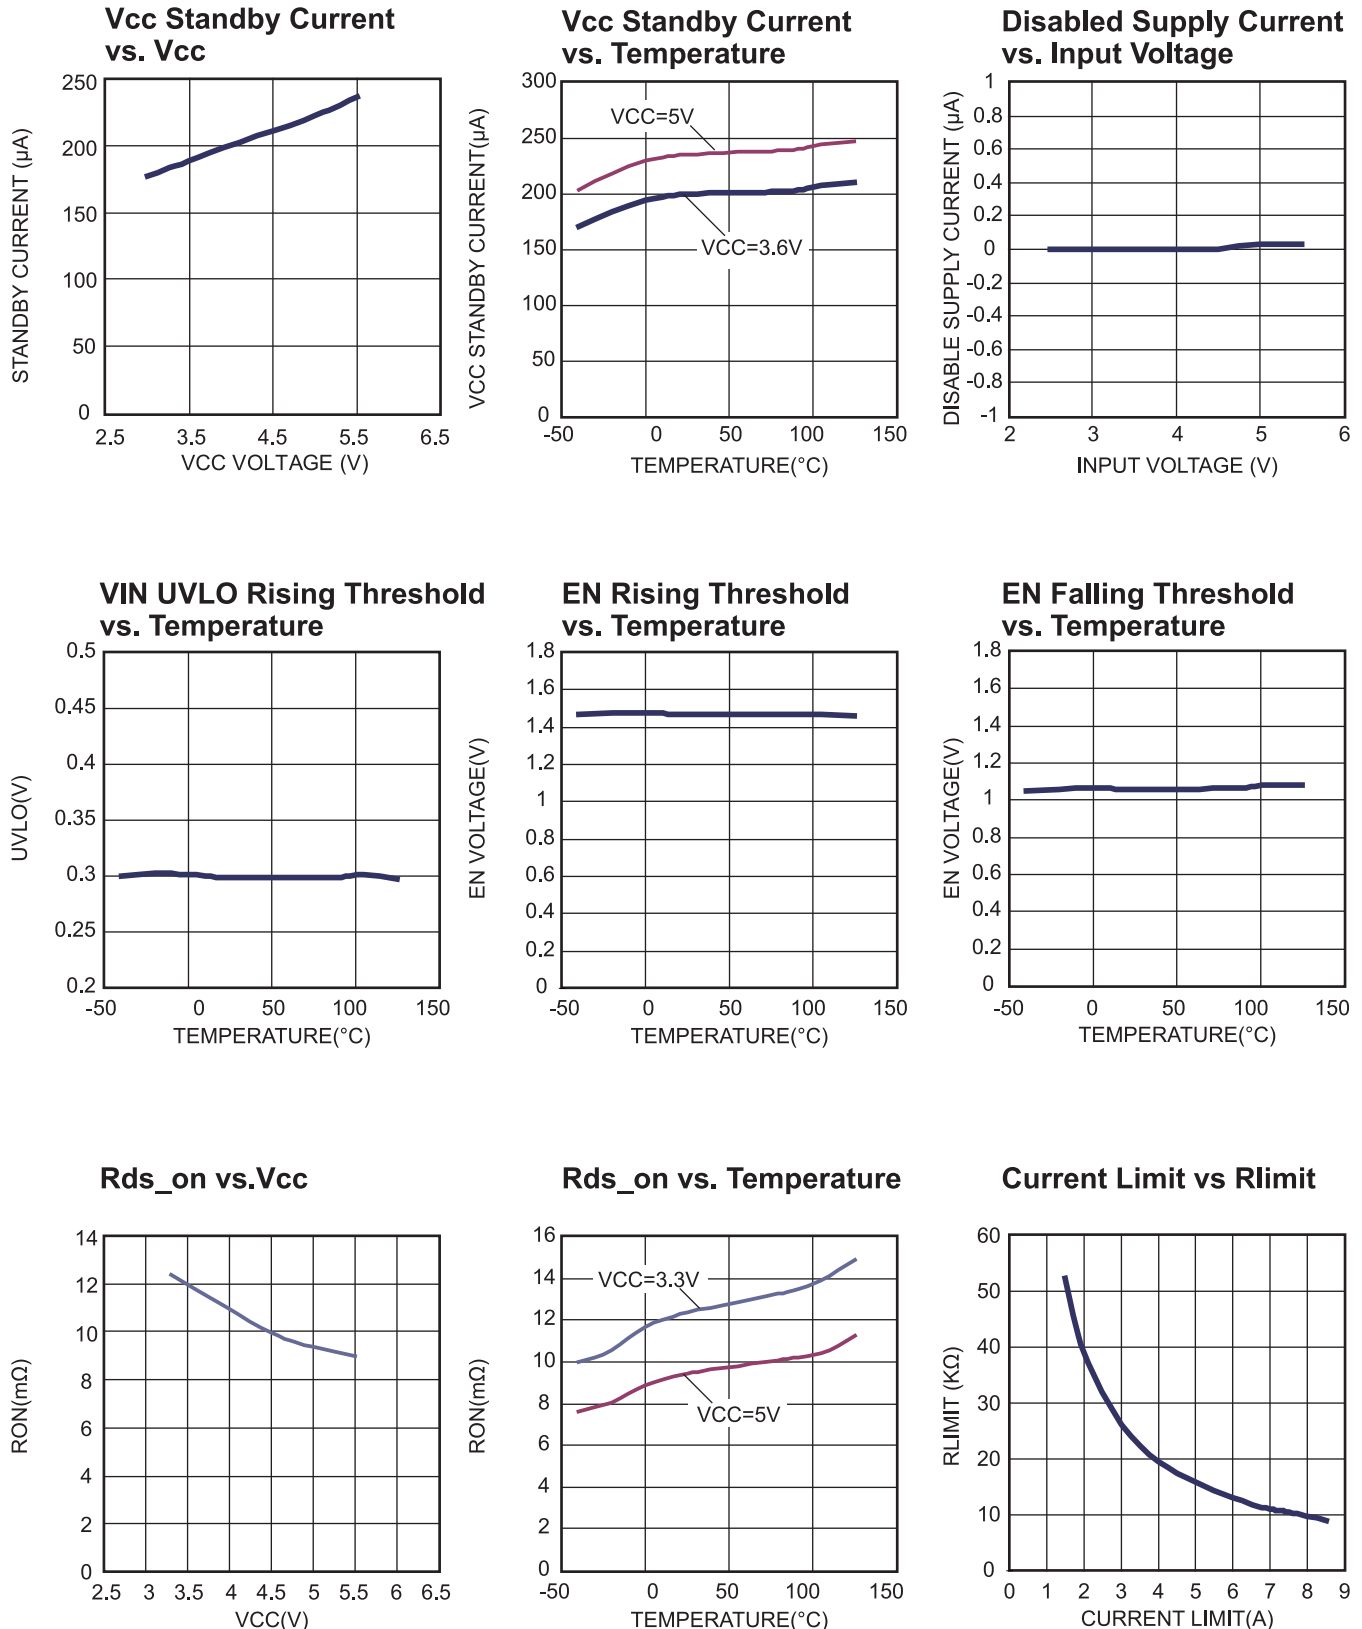 Vcc Standby Current
vs. Vcc
250
200
150
100
50
0
2.5 3.5 4.5 5.5 6.5
STANDBY CURRENT (µA)
VCC VOLTAGE (V)
Vcc Standby Current
vs. Temperature
300
250
200
150
100
50
0
-50 0 50 100 150
VCC=5V
VCC=3.6V
VCC STANDBY CURRENT(µA)
TEMPERATURE(°C)
Disabled Supply Current
vs. Input Voltage
1
0.8
0.6
0.4
0.2
0
-0.2
-0.4
-0.6
-0.8
-1
2 3 4 5 6
DISABLE SUPPLY CURRENT (µA)
INPUT VOLTAGE (V)
VIN UVLO Rising Threshold
vs. Temperature
0.5
0.45
0.4
0.35
0.3
0.25
0.2
-50 0 50 100 150
UVLO(V)
TEMPERATURE(°C)
EN Rising Threshold
vs. Temperature
1.8
1.6
1.4
1.2
1
0.8
0.6
0.4
0.2
0
-50 0 50 100 150
EN VOLTAGE(V)
TEMPERATURE(°C)
EN Falling Threshold
vs. Temperature
1.8
1.6
1.4
1.2
1
0.8
0.6
0.4
0.2
0
-50 0 50 100 150
EN VOLTAGE(V)
TEMPERATURE(°C)
Rds_on vs.Vcc
14
12
10
8
6
4
2
0
2.5 3 3.5 4 4.5 5 5.5 6 6.5
RON(mΩ)
VCC(V)
Rds_on vs. Temperature
16
14
12
10
8
6
4
2
0
-50 0 50 100 150
VCC=3.3V
VCC=5V
RON(mΩ)
TEMPERATURE(°C)
Current Limit vs Rlimit
60
50
40
30
20
10
0
0 1 2 3 4 5 6 7 8 9
RLIMIT (KΩ)
CURRENT LIMIT(A)